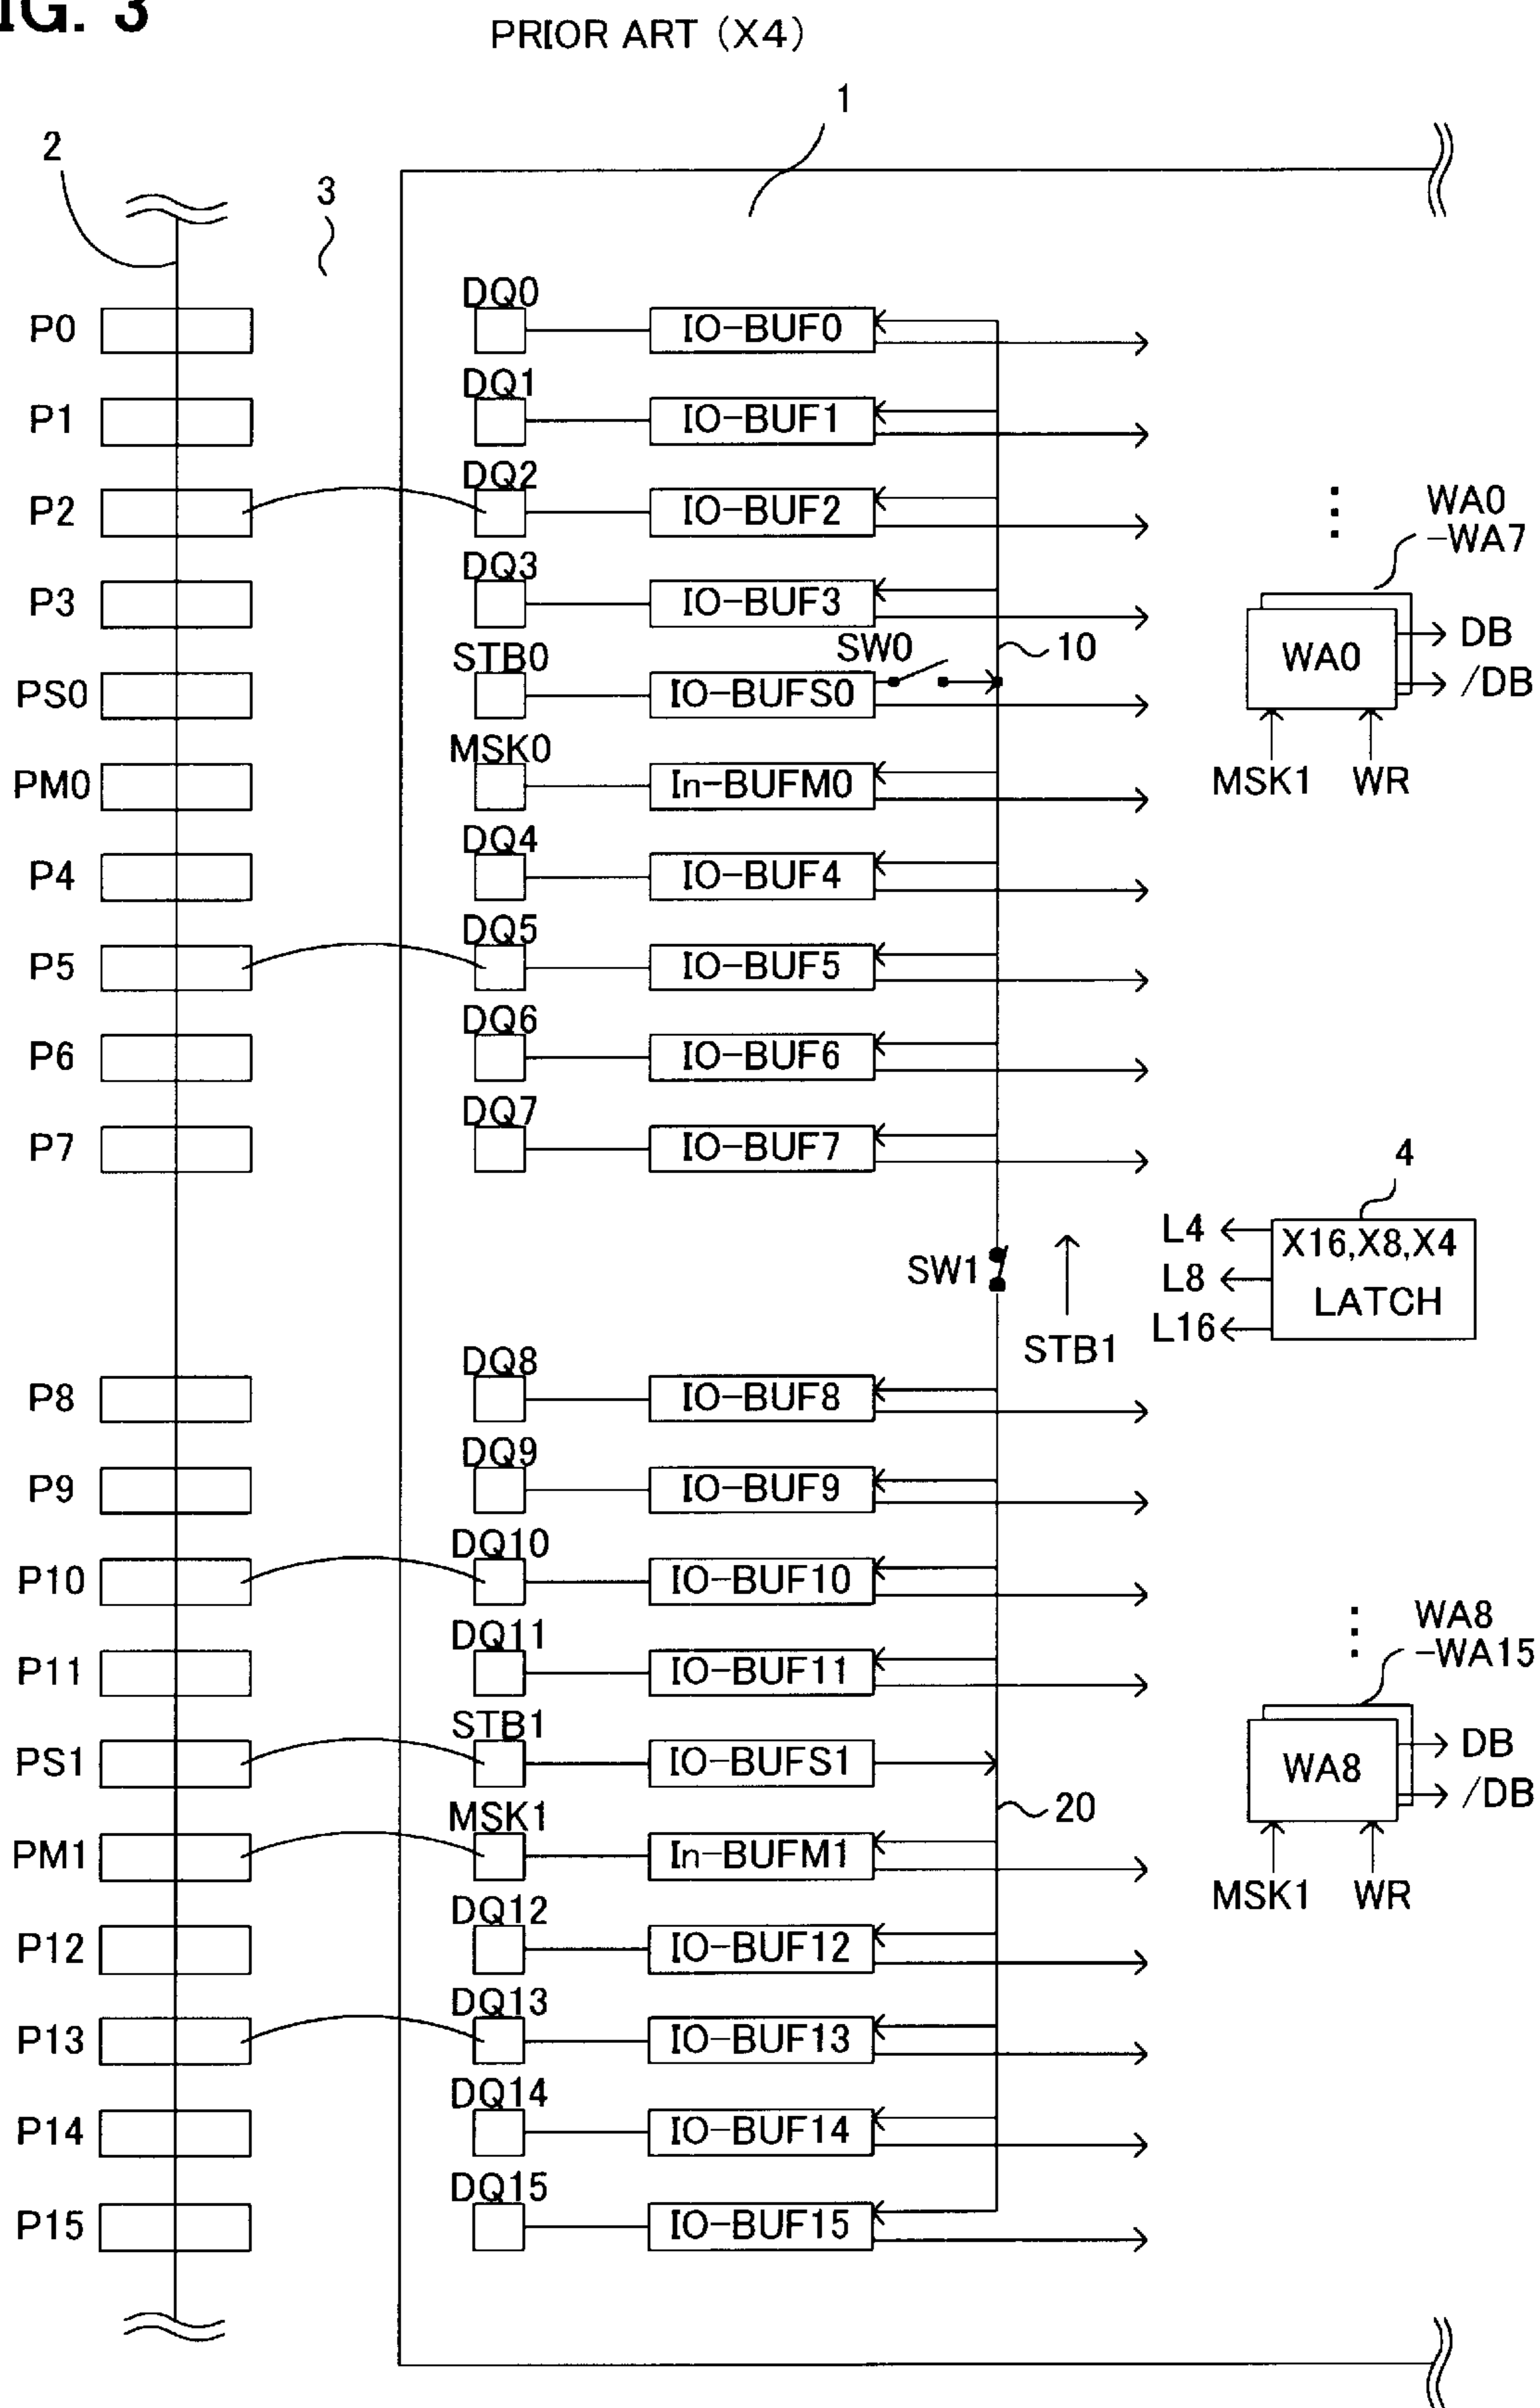 IG. 3
PRIOR ART (X4)
1
2
3
DQ0
P0
IO-BUF0
DQ1
P1
IO-BUF1
DQ2
P2
IO-BUF2
WA0
-WA7
DQ3
P3
IO-BUF3
DB
STB0
SW0
10
WA0
PS0
IO-BUFS0
/DB
MSK0
PM0
In-BUFM0
MSK1
WR
DQ4
P4
IO-BUF4
DQ5
P5
IO-BUF5
DQ6
P6
IO-BUF6
DQ7
P7
IO-BUF7
4
L4
X16,X8,X4
SW1
L8
LATCH
L16
STB1
DQ8
P8
IO-BUF8
DQ9
P9
IO-BUF9
DQ10
P10
IO-BUF10
WA8
-WA15
DQ11
P11
IO-BUF11
STB1
DB
PS1
IO-BUFS1
WA8
/DB
MSK1
20
PM1
In-BUFM1
MSK1
WR
DQ12
P12
IO-BUF12
DQ13
P13
IO-BUF13
DQ14
P14
IO-BUF14
DQ15
P15
IO-BUF15